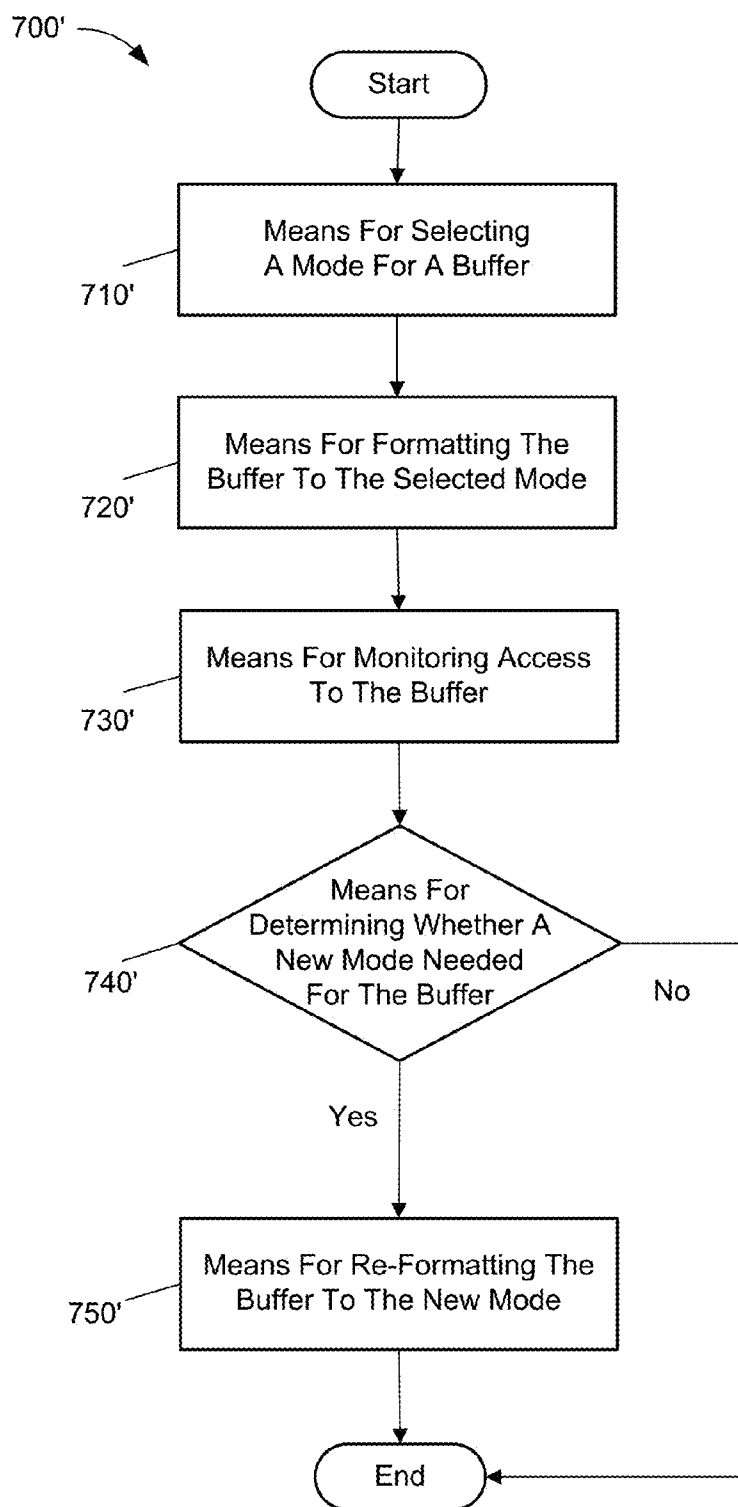 700'
Start
Means For Selecting
A Mode For A Buffer
710'
Means For Formatting The
Buffer To The Selected Mode
720'
Means For Monitoring Access
To The Buffer
730'
Means For
Determining Whether A
New Mode Needed
For The Buffer
740'
No
Yes
Means For Re-Formatting The
Buffer To The New Mode
750'
End